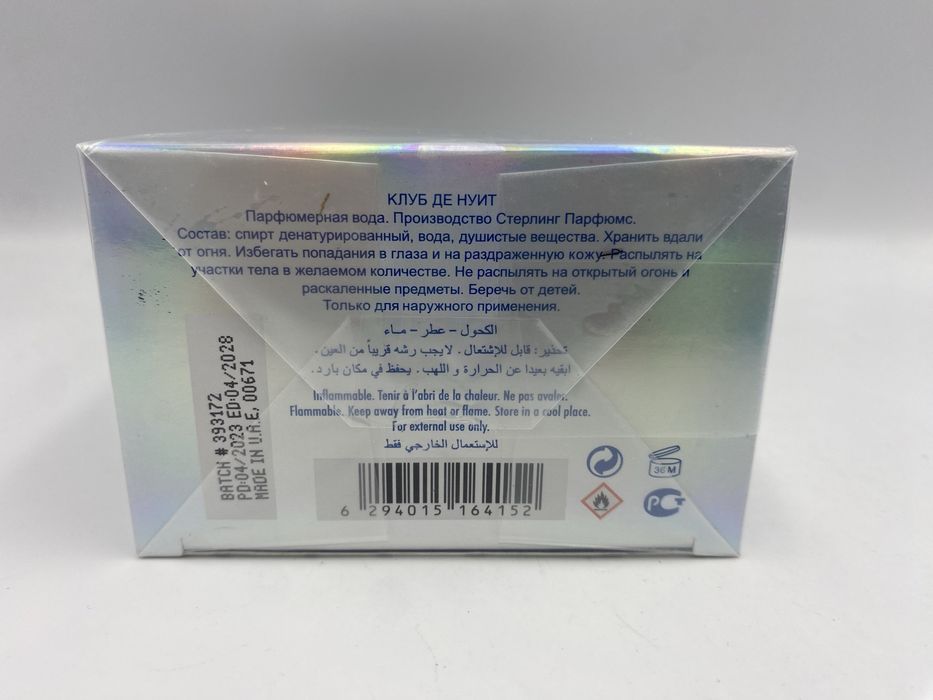 КЛУБ ДЕ НУИТ
Парфюмерная вода. Производство Стерлинг Парфюмс.
Состав: спирт денатурированный, вода, душистые вещества. Хранить вдали
от огня. Избегать попадания в глаза и на раздраженную кожу. Распылять на
участки тела в желаемом количестве. Не распылять на открытый огонь и
раскаленные предметы. Беречь от детей.
Только для наружного применения.
الكحول – عطر – مـاء
تحذير: قابل للإشتعال . لايجب رشه قريباً من العين .
ابقيه بعيدا عن الحرارة و اللهب . يحفظ في مكان بارد .
Inflammable. Tenir à l'abri de la chaleur. Ne pas avaler.
Flammable. Keep away from heat or flame. Store in a cool place.
For external use only.
للإستعمال الخارجي فقط
BATCH # 393172
PD:04/2023 ED:04/2028
MADE IN U.A.E. 00671
6 294015 164152
36 M
РСТ